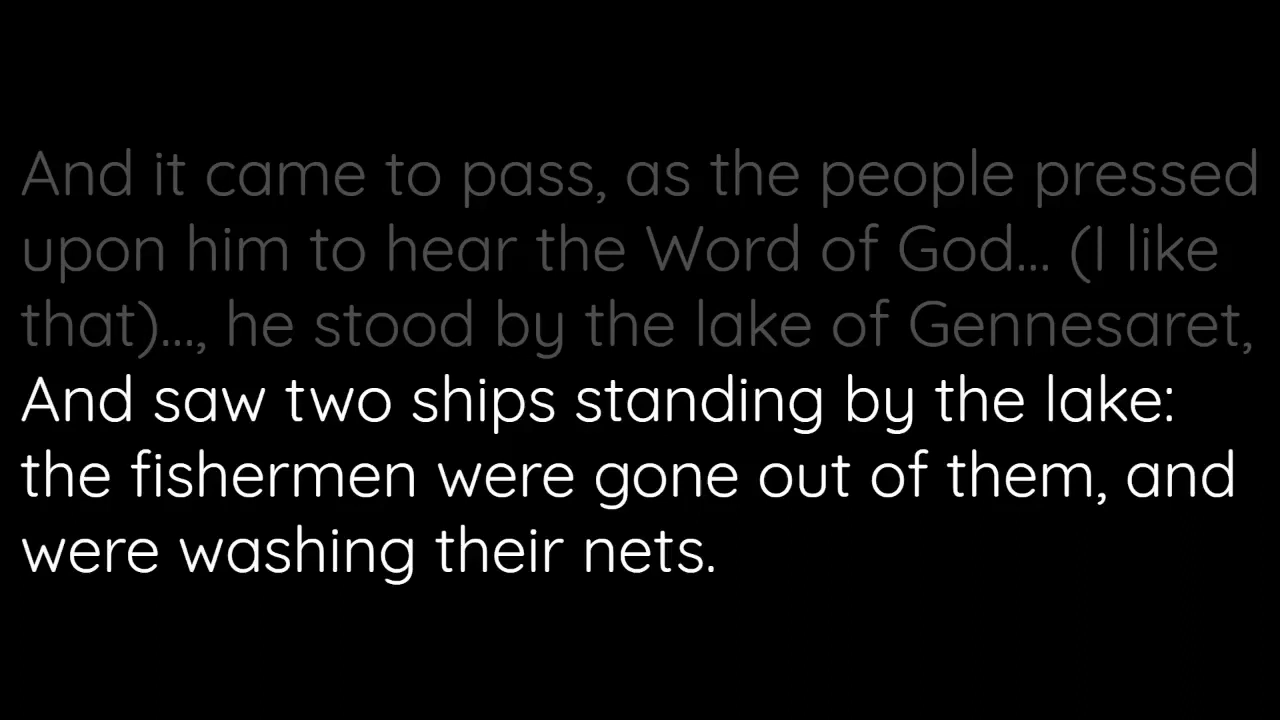 And it came to pass, as the people pressed
upon him to hear the Word of God... (I like
that)..., he stood by the lake of Gennesaret,
And saw two ships standing by the lake:
the fishermen were gone out of them, and
were washing their nets.